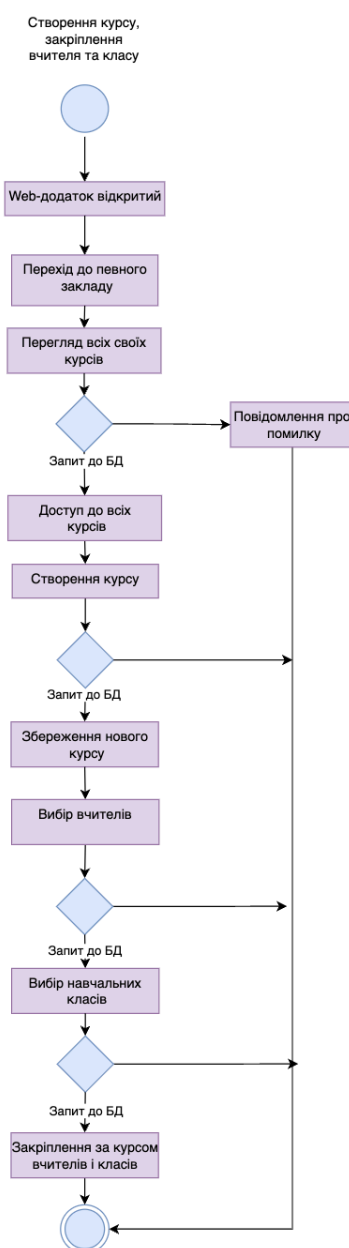 Створення курсу,
закріплення
вчителя та класу
Web-додаток відкритий
Перехід до певного
закладу
Перегляд всіх своїх
курсів
Повідомлення про
помилку
Запит до БД
Доступ до всіх
курсів
Створення курсу
Запит до БД
Збереження нового
курсу
Вибір вчителів
Запит до БД
Вибір навчальних
класів
Запит до БД
Закріплення за курсом
вчителів і класів